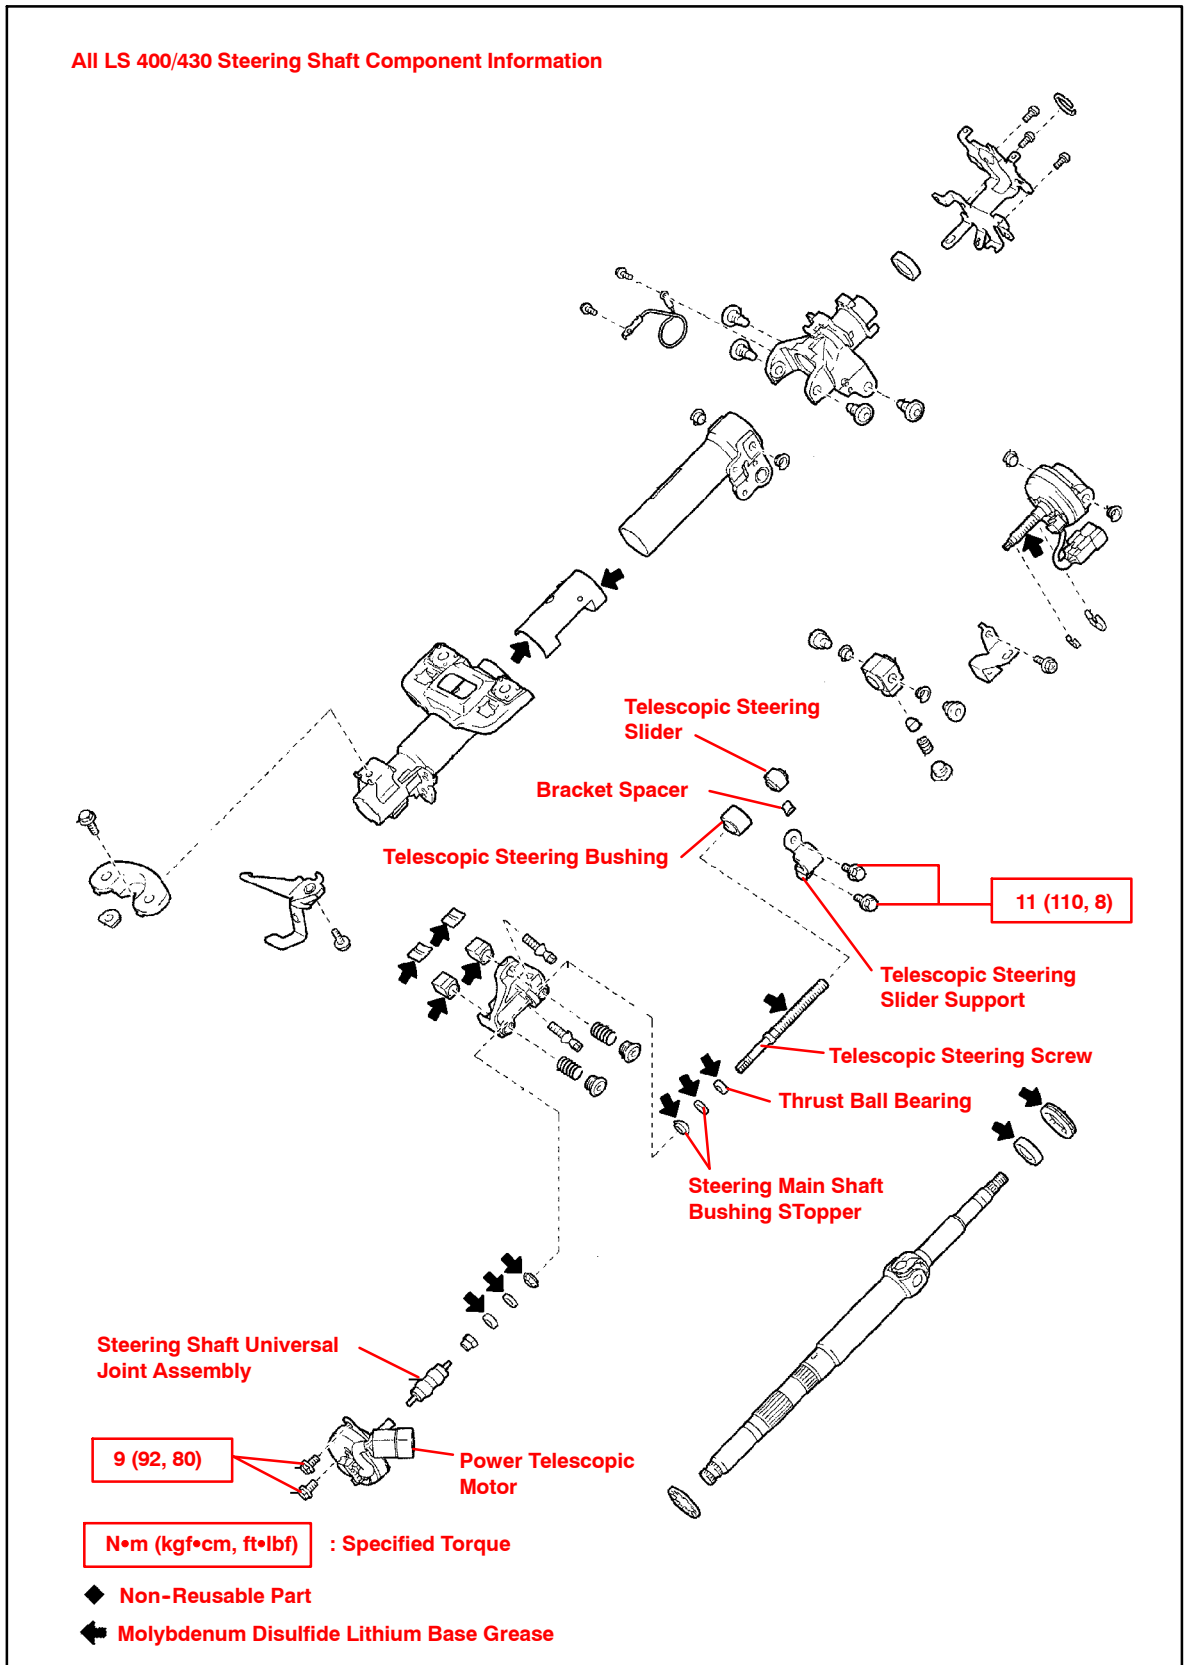 All LS 400/430 Steering Shaft Component Information
Telescopic Steering
Slider
Bracket Spacer
Telescopic Steering Bushing
11 (110, 8)
Telescopic Steering
Slider Support
Telescopic Steering Screw
Thrust Ball Bearing
Steering Main Shaft
Bushing STopper
Steering Shaft Universal
Joint Assembly
9 (92, 80)
Power Telescopic
Motor
N•m (kgf•cm, ft•lbf) : Specified Torque
Non-Reusable Part
Molybdenum Disulfide Lithium Base Grease